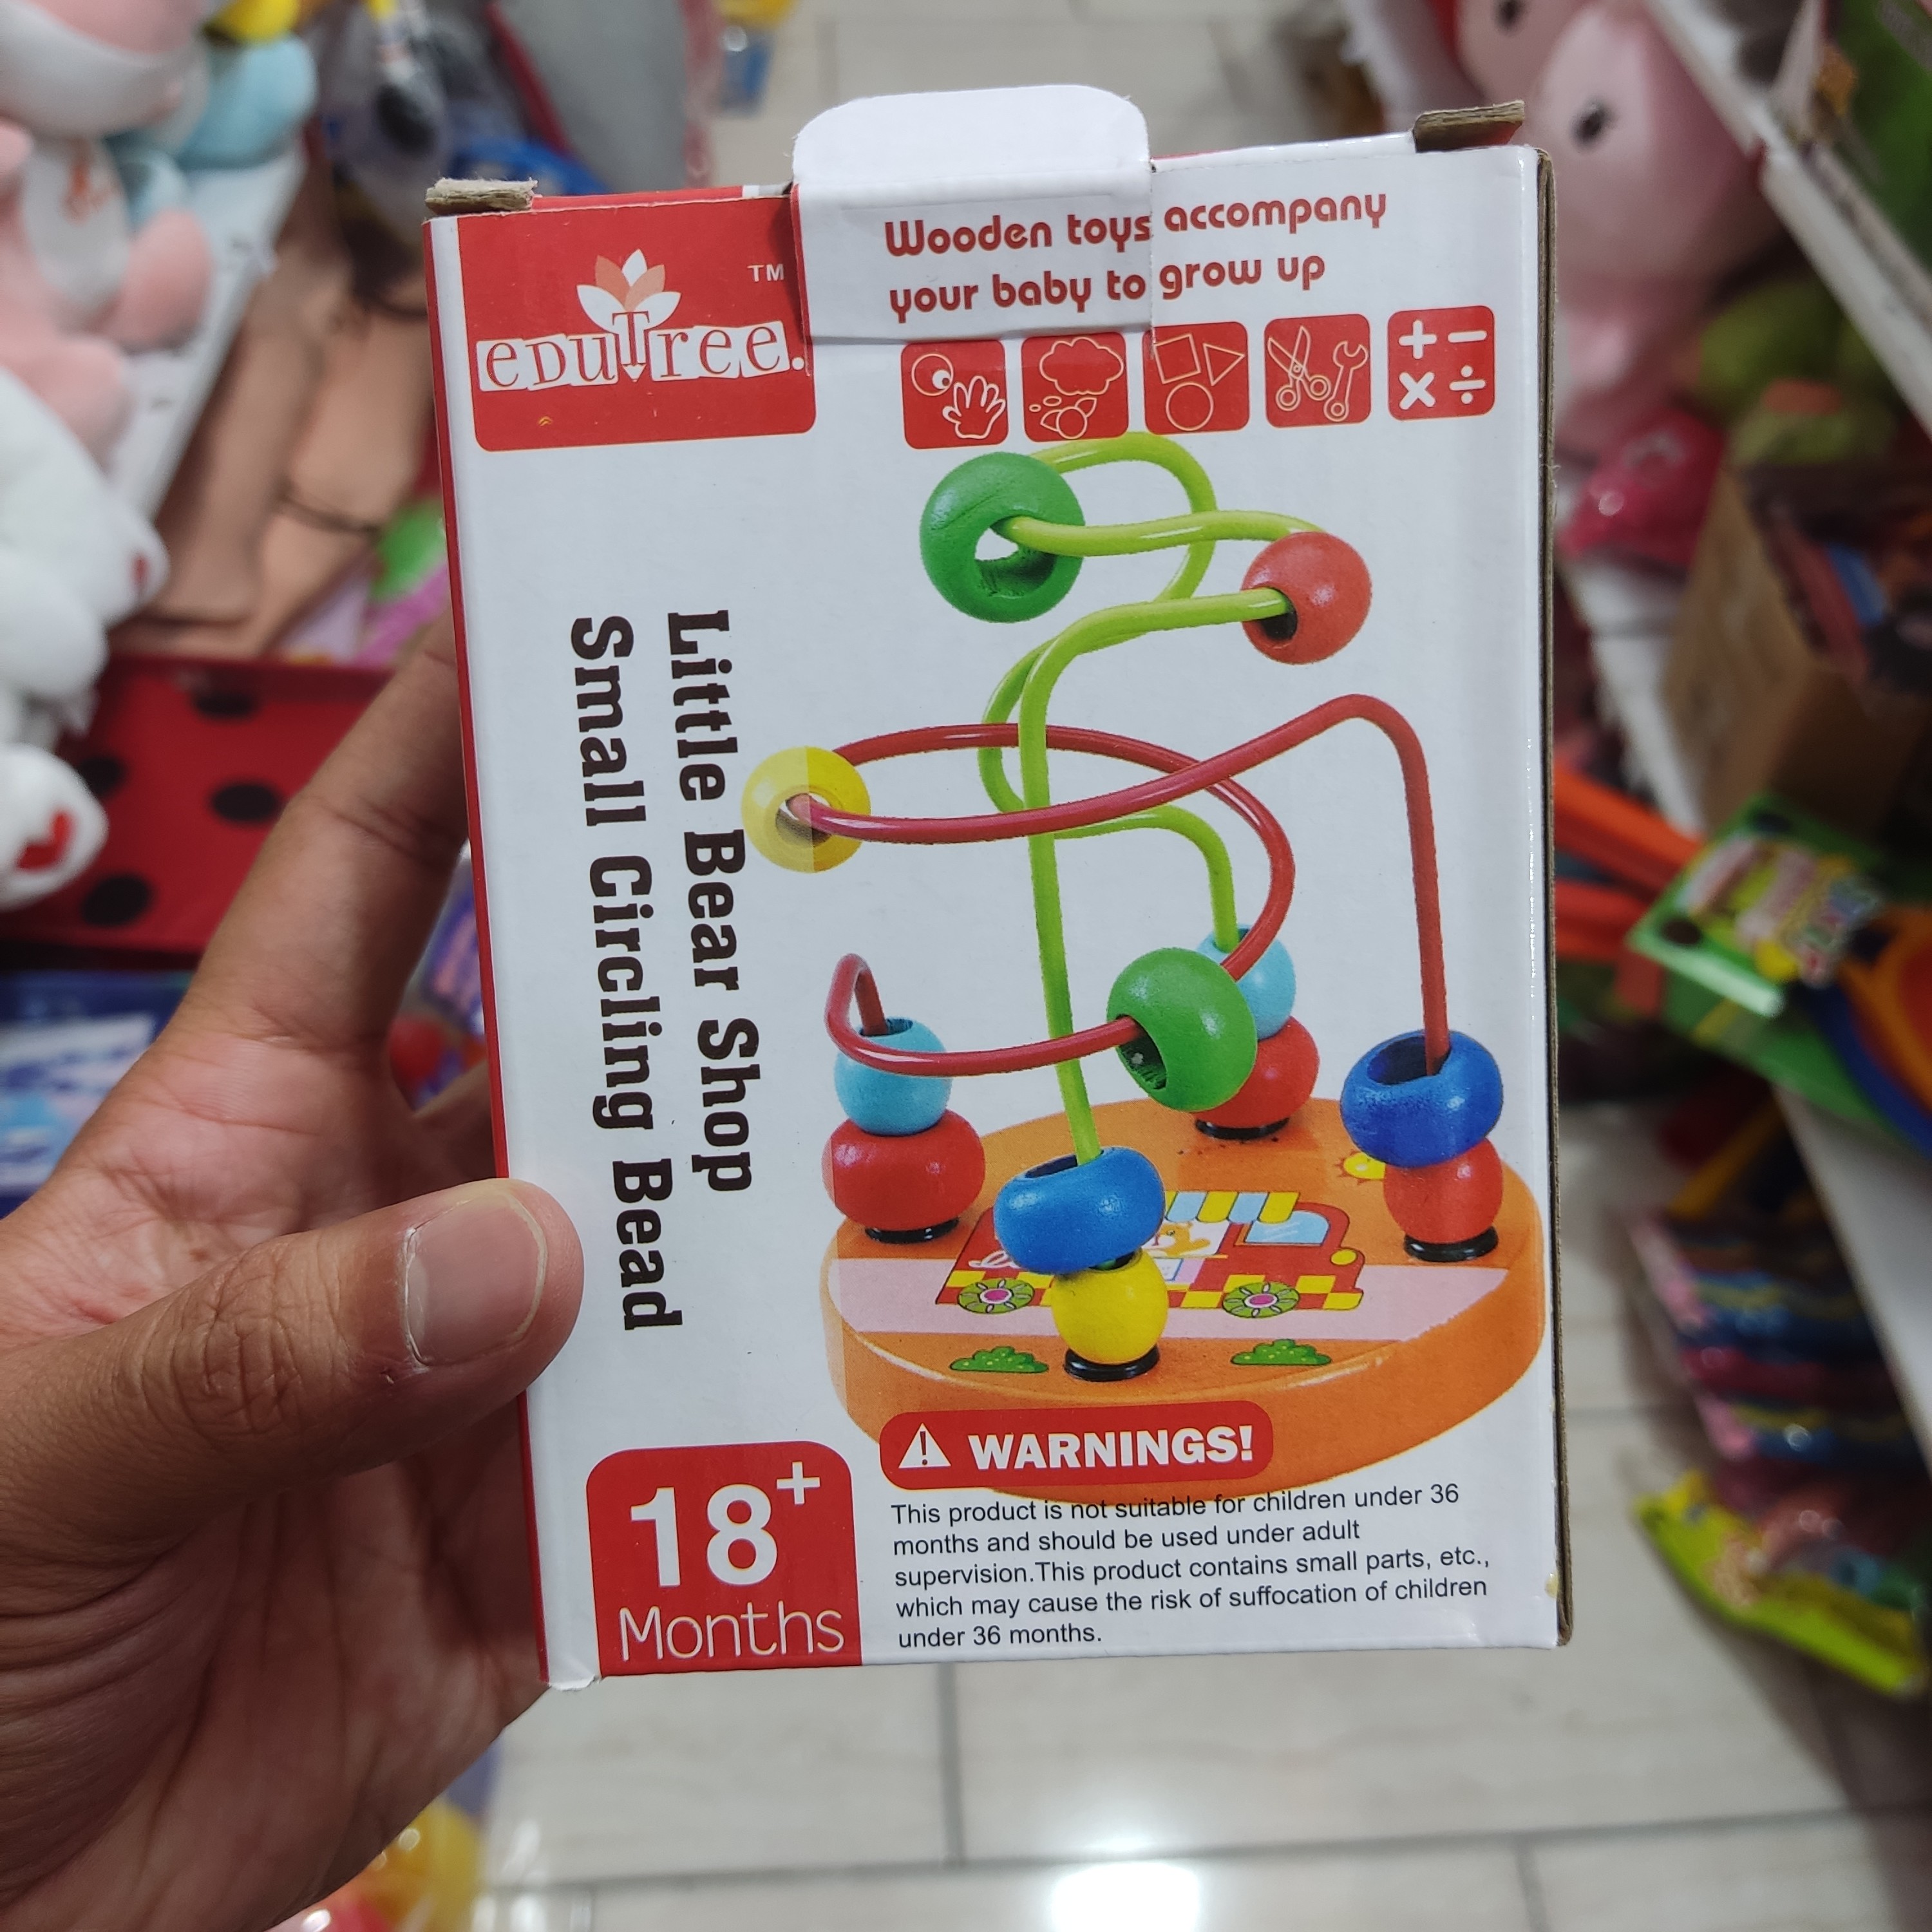 eDUTree.
TM
Wooden toys accompany
your baby to grow up
+ −
× ÷
Little Bear Shop
Small Circling Bead
WARNINGS!
This product is not suitable for children under 36
months and should be used under adult
supervision.This product contains small parts, etc.,
which may cause the risk of suffocation of children
under 36 months.
18+
Months